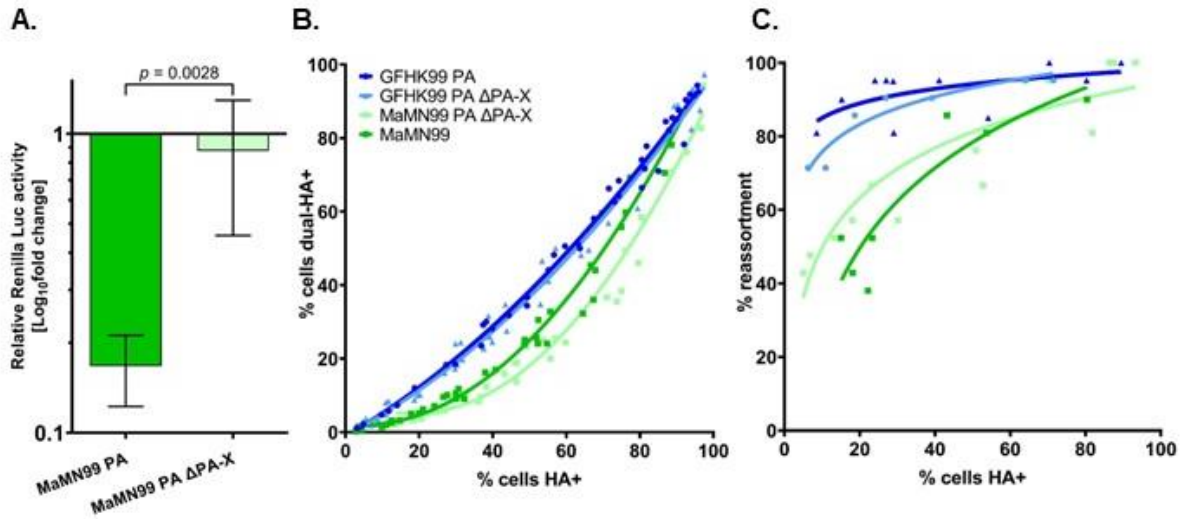 A.
Relative Renilla Luc activity
[Log₁₀fold change]
p = 0.0028
1
0.1
MaMN99 PA
MaMN99 PA ΔPA-X
B.
% cells dual-HA+
100
80
60
40
20
0
GFHK99 PA
GFHK99 PA ΔPA-X
MaMN99 PA ΔPA-X
MaMN99
0 20 40 60 80 100
% cells HA+
C.
% reassortment
100
80
60
40
20
0
0 20 40 60 80 100
% cells HA+